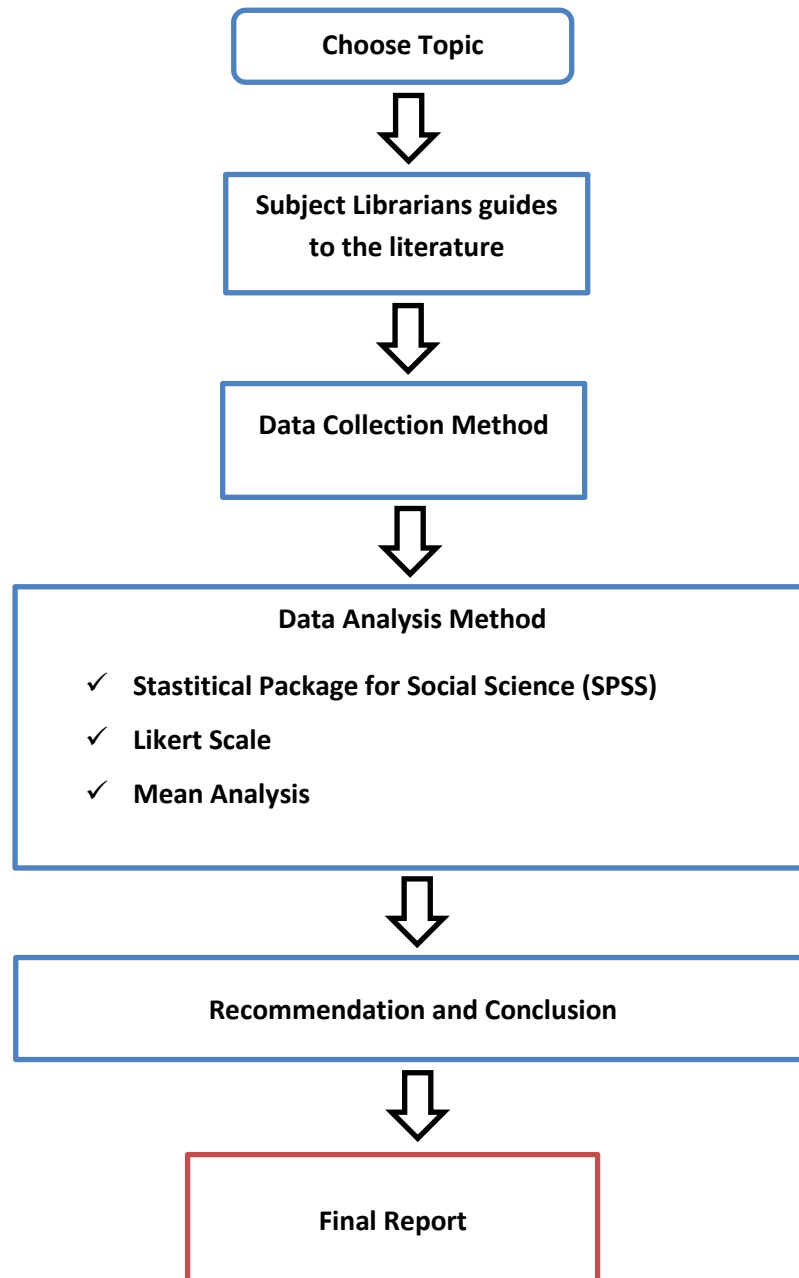 Choose Topic
Subject Librarians guides
to the literature
Data Collection Method
Data Analysis Method
✓ Stastitical Package for Social Science (SPSS)
✓ Likert Scale
✓ Mean Analysis
Recommendation and Conclusion
Final Report